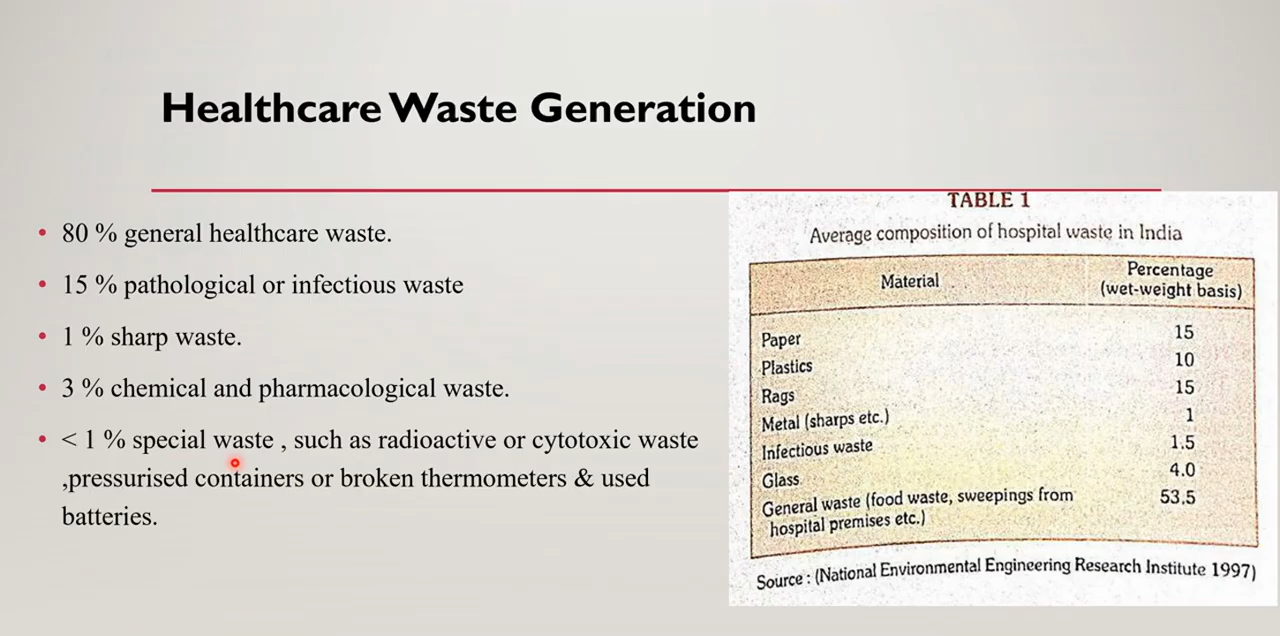 Healthcare Waste Generation
• 80 % general healthcare waste.
• 15 % pathological or infectious waste
• 1 % sharp waste.
• 3 % chemical and pharmacological waste.
• < 1 % special waste , such as radioactive or cytotoxic waste
,pressurised containers or broken thermometers & used
batteries.
TABLE 1
Average composition of hospital waste in India
Material Percentage
(wet-weight basis)
Paper 15
Plastics 10
Rags 15
Metal (sharps etc.) 1
Infectious waste 1.5
Glass 4.0
General waste (food waste, sweepings from 53.5
hospital premises etc.)
Source : (National Environmental Engineering Research Institute 1997)